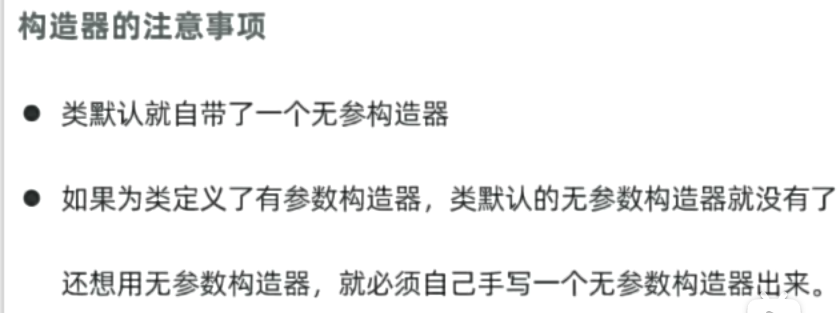 构造器的注意事项
● 类默认就自带了一个无参构造器
● 如果为类定义了有参数构造器，类默认的无参数构造器就没有了
还想用无参数构造器，就必须自己手写一个无参数构造器出来。